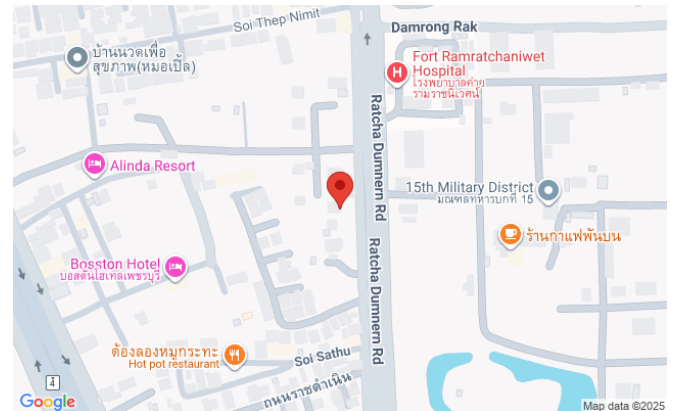 Soi Thep Nimit
Damrong Rak
บ้านนวดเพื่อ
สุขภาพ(หมอเปิ้ล)
Fort Ramratchaniwet
Hospital
โรงพยาบาลค่าย
รามราชนิเวศน์
Ratcha Dumnern Rd
Alinda Resort
15th Military District
มณฑลทหารบกที่ 15
ร้านกาแฟพันบน
Ratcha Dumnern Rd
Bosston Hotel
บอสตันโฮเทลเพชรบุรี
ต้องลองหมูกระทะ
Hot pot restaurant
Soi Sathu
ถนนราชดำเนิน
4
Google
Map data ©2025